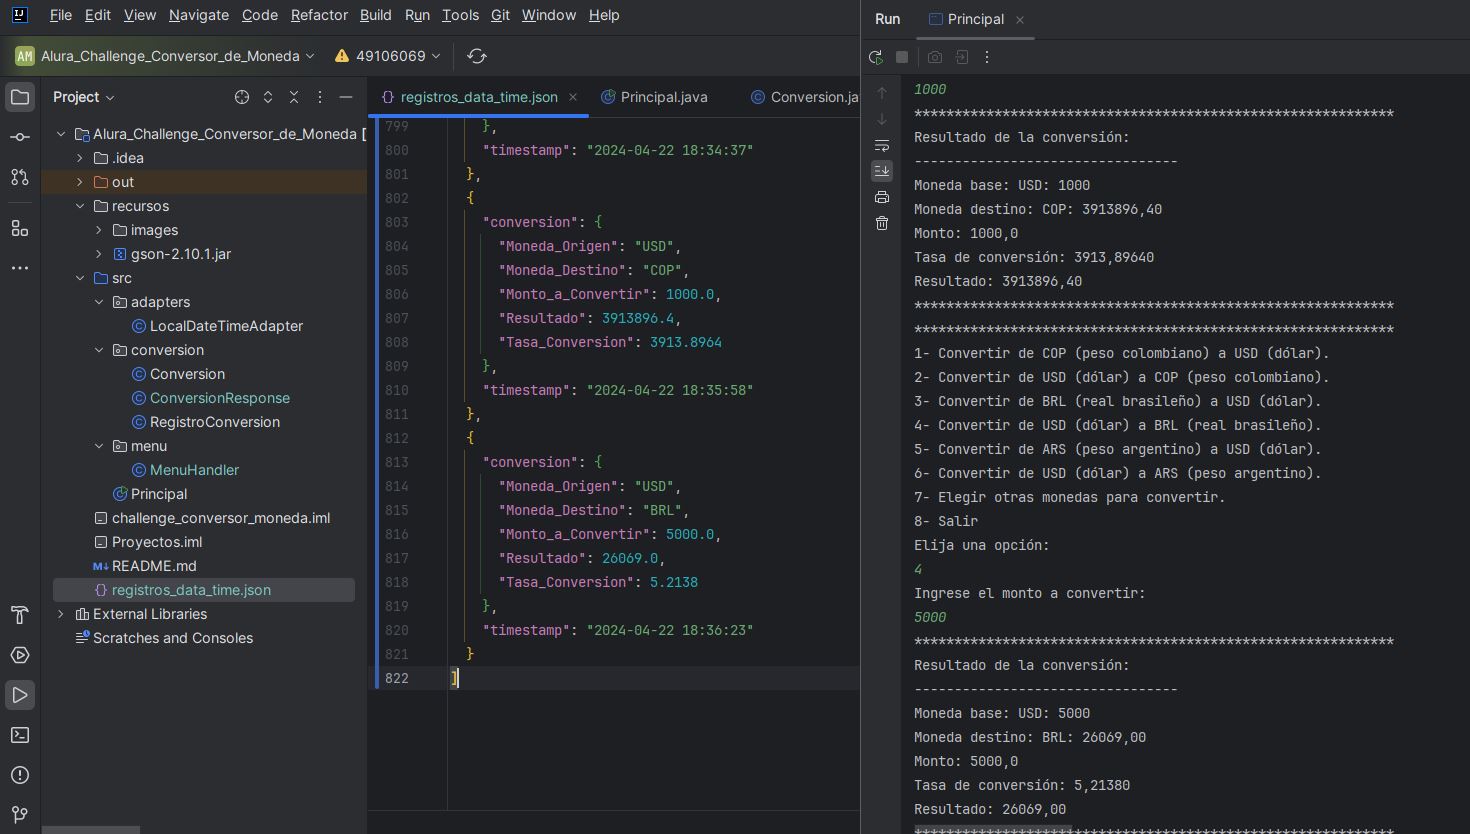 IJ File Edit View Navigate Code Refactor Build Run Tools Git Window Help
AM Alura_Challenge_Conversor_de_Moneda 49106069
Project
Alura_Challenge_Conversor_de_Moneda [
.idea
out
recursos
images
gson-2.10.1.jar
src
adapters
LocalDateTimeAdapter
conversion
Conversion
ConversionResponse
RegistroConversion
menu
MenuHandler
Principal
challenge_conversor_moneda.iml
Proyectos.iml
M↓ README.md
{} registros_data_time.json
External Libraries
Scratches and Consoles
{} registros_data_time.json × Principal.java Conversion.ja
799 },
800 "timestamp": "2024-04-22 18:34:37"
801 },
802 {
803 "conversion": {
804 "Moneda_Origen": "USD",
805 "Moneda_Destino": "COP",
806 "Monto_a_Convertir": 1000.0,
807 "Resultado": 3913896.4,
808 "Tasa_Conversion": 3913.8964
809 },
810 "timestamp": "2024-04-22 18:35:58"
811 },
812 {
813 "conversion": {
814 "Moneda_Origen": "USD",
815 "Moneda_Destino": "BRL",
816 "Monto_a_Convertir": 5000.0,
817 "Resultado": 26069.0,
818 "Tasa_Conversion": 5.2138
819 },
820 "timestamp": "2024-04-22 18:36:23"
821 }
822 ]
Run Principal ×
1000
************************************************************
Resultado de la conversión:
---------------------------------
Moneda base: USD: 1000
Moneda destino: COP: 3913896,40
Monto: 1000,0
Tasa de conversión: 3913,89640
Resultado: 3913896,40
************************************************************
************************************************************
1- Convertir de COP (peso colombiano) a USD (dólar).
2- Convertir de USD (dólar) a COP (peso colombiano).
3- Convertir de BRL (real brasileño) a USD (dólar).
4- Convertir de USD (dólar) a BRL (real brasileño).
5- Convertir de ARS (peso argentino) a USD (dólar).
6- Convertir de USD (dólar) a ARS (peso argentino).
7- Elegir otras monedas para convertir.
8- Salir
Elija una opción:
4
Ingrese el monto a convertir:
5000
************************************************************
Resultado de la conversión:
---------------------------------
Moneda base: USD: 5000
Moneda destino: BRL: 26069,00
Monto: 5000,0
Tasa de conversión: 5,21380
Resultado: 26069,00
************************************************************